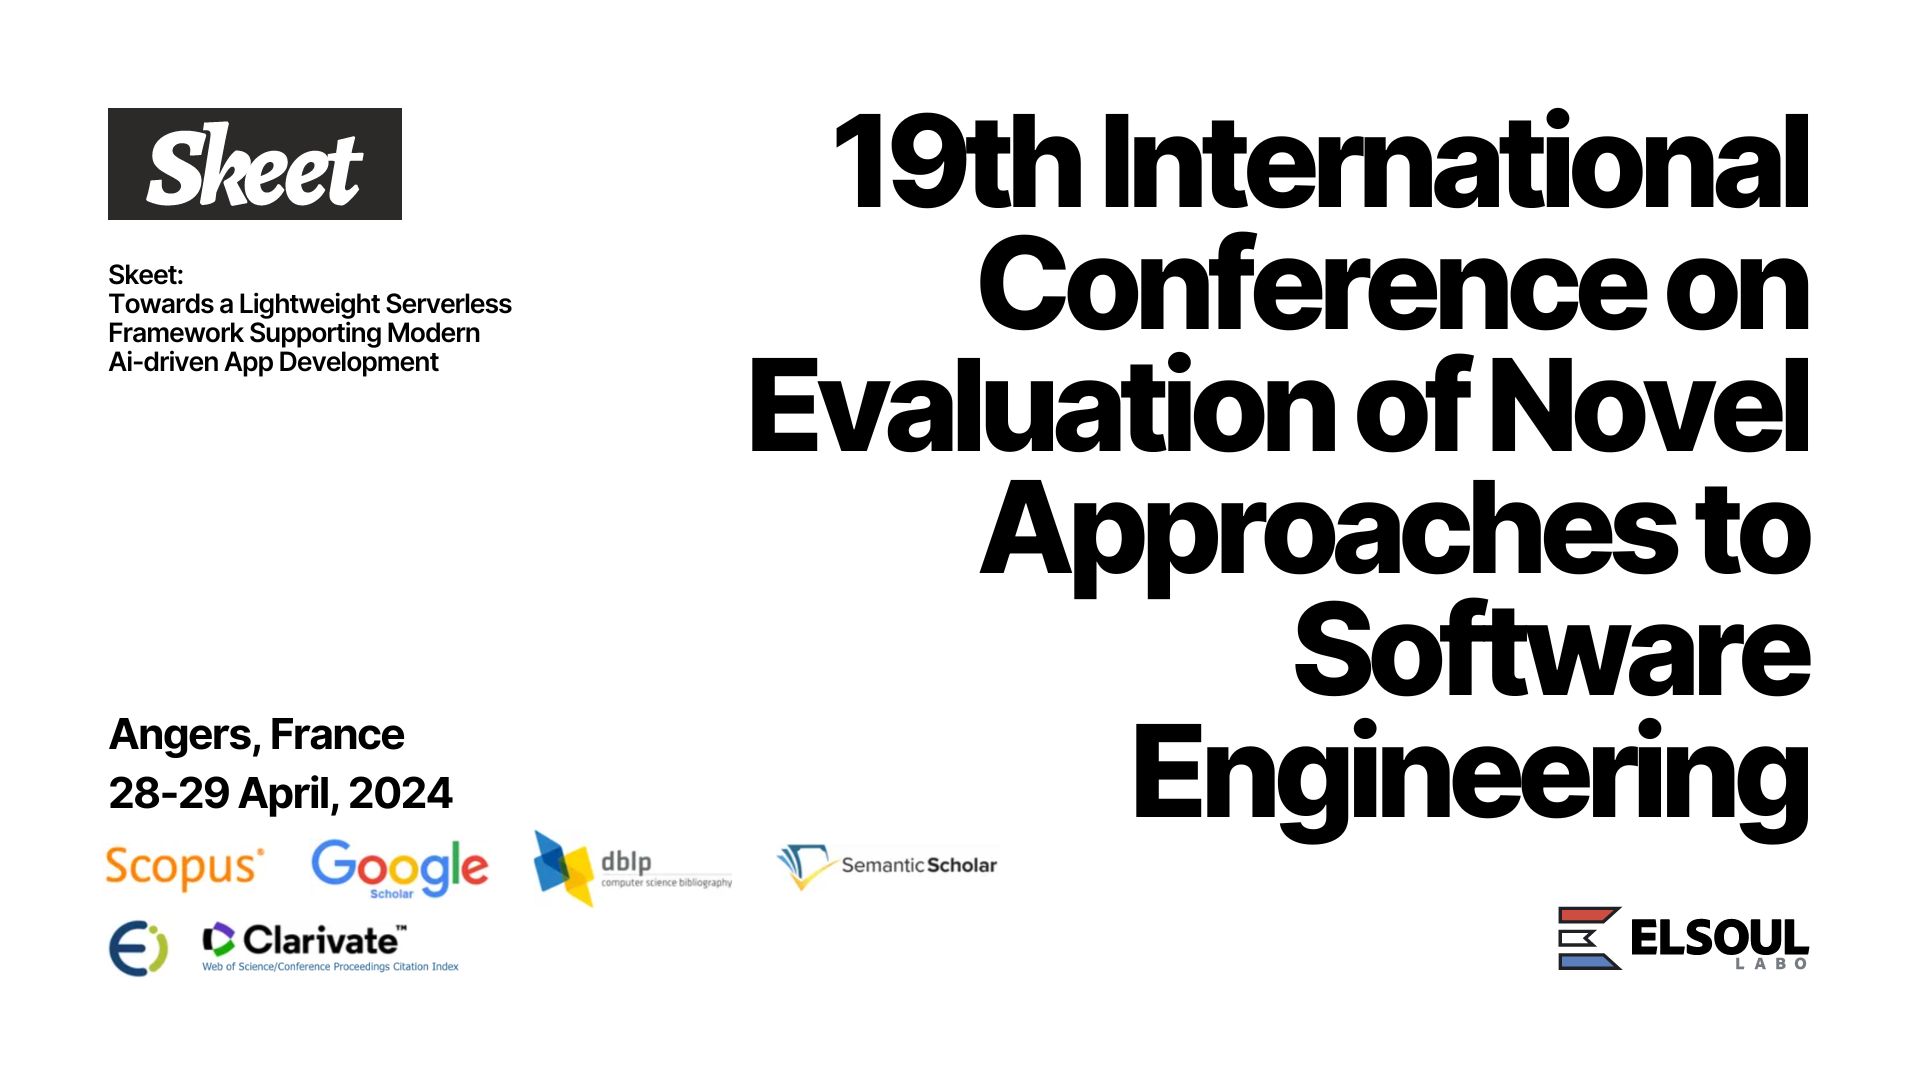 Skeet
Skeet:
Towards a Lightweight Serverless
Framework Supporting Modern
Ai-driven App Development
19th International
Conference on
Evaluation of Novel
Approaches to
Software
Engineering
Angers, France
28-29 April, 2024
Scopus®
Google
Scholar
dblp
computer science bibliography
Semantic Scholar
Ei
Clarivate™
Web of Science/Conference Proceedings Citation Index
ELSOUL
LABO